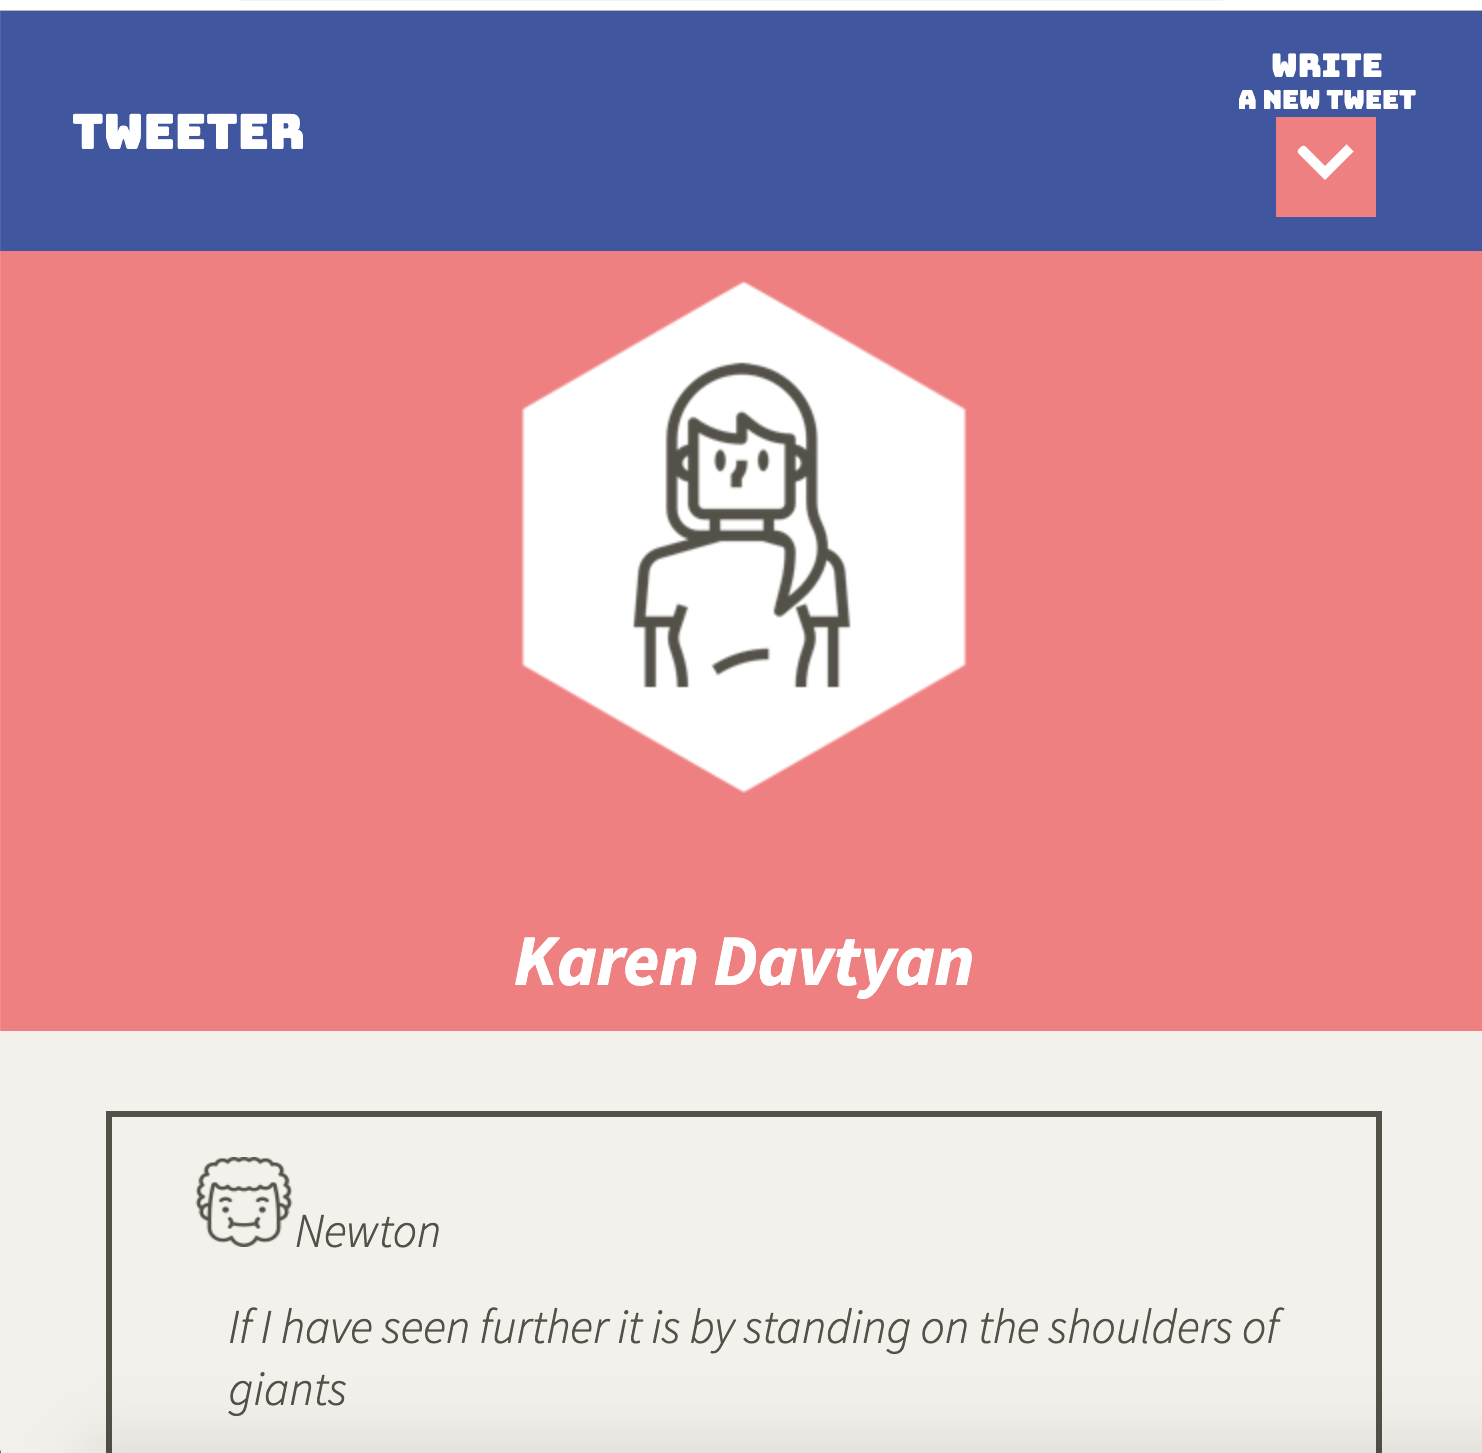 TWEETER
WRITE
A NEW TWEET
Karen Davtyan
Newton
If I have seen further it is by standing on the shoulders of
giants